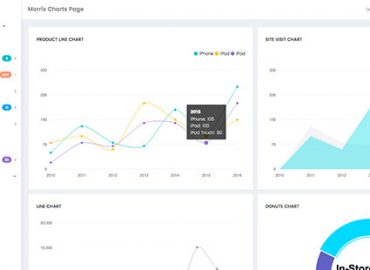 Morris Charts Page
PRODUCT LINE CHART
iPhone iPad iPod
300
225
150
75
0
2010 2011 2012 2013 2014 2015 2016
2015
iPhone: 105
iPad: 100
iPod Touch: 80
SITE VISIT CHART
300
225
150
75
0
2010 2011 2012
LINE CHART
20,000
15,000
DONUTE CHART
In-Store